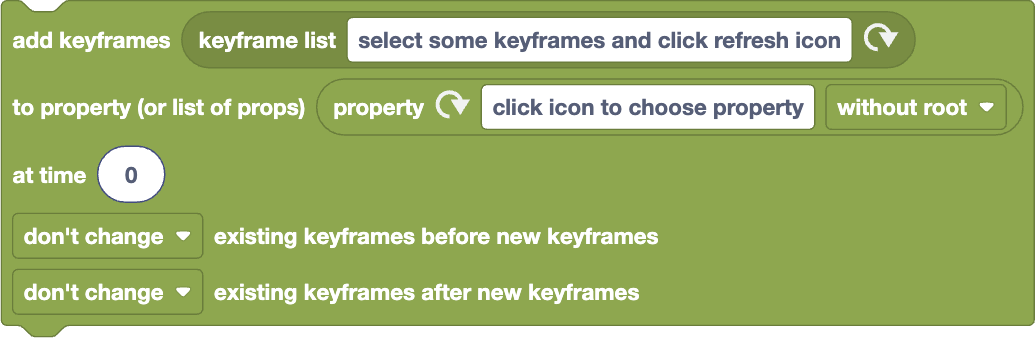 add keyframes keyframe list select some keyframes and click refresh icon
to property (or list of props) property click icon to choose property without root
at time 0
don't change existing keyframes before new keyframes
don't change existing keyframes after new keyframes